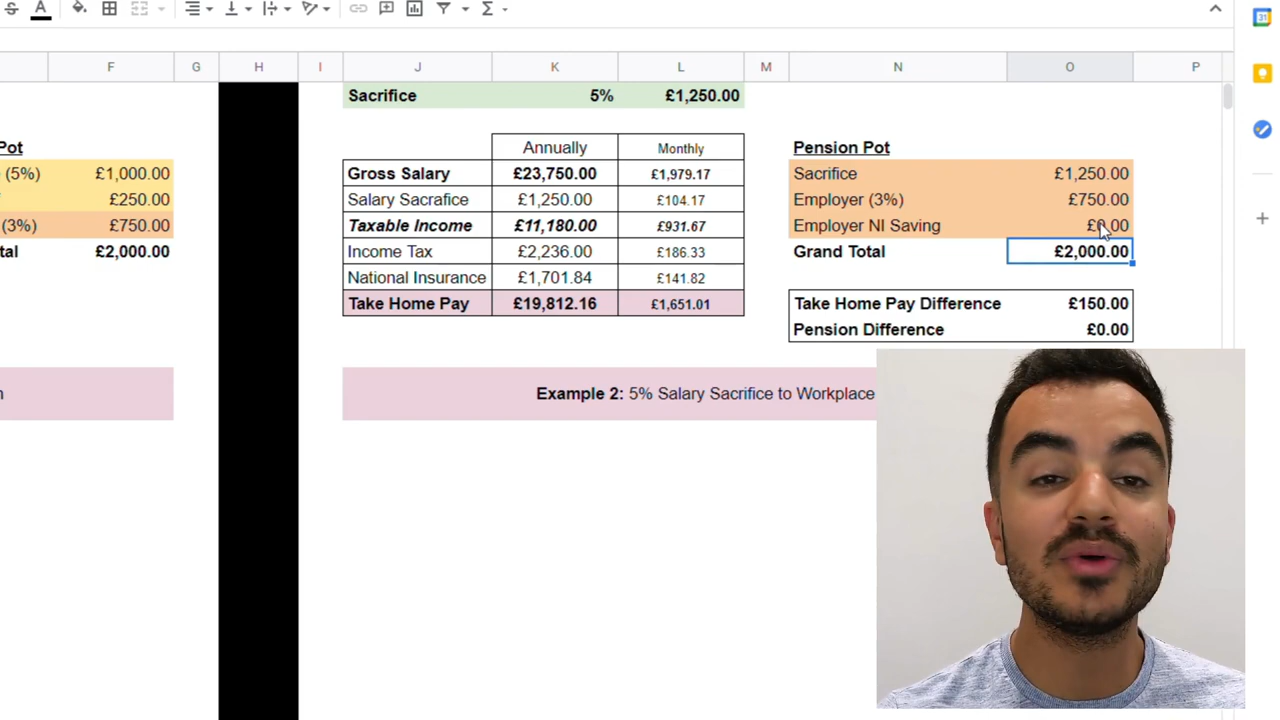 F G H I J K L M N O P
Sacrifice 5% £1,250.00
Pot
(5%) £1,000.00
£250.00
(3%) £750.00
£2,000.00
Annually Monthly
Gross Salary £23,750.00 £1,979.17
Salary Sacrafice £1,250.00 £104.17
Taxable Income £11,180.00 £931.67
Income Tax £2,236.00 £186.33
National Insurance £1,701.84 £141.82
Take Home Pay £19,812.16 £1,651.01
Pension Pot
Sacrifice £1,250.00
Employer (3%) £750.00
Employer NI Saving £0.00
Grand Total £2,000.00
Take Home Pay Difference £150.00
Pension Difference £0.00
Example 2: 5% Salary Sacrifice to Workplace
31